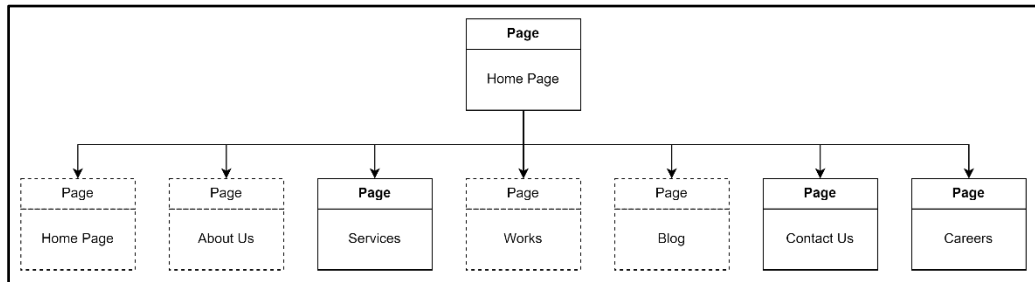 Page
Home Page
Page
Page
Page
Page
Page
Page
Page
Home Page
About Us
Services
Works
Blog
Contact Us
Careers